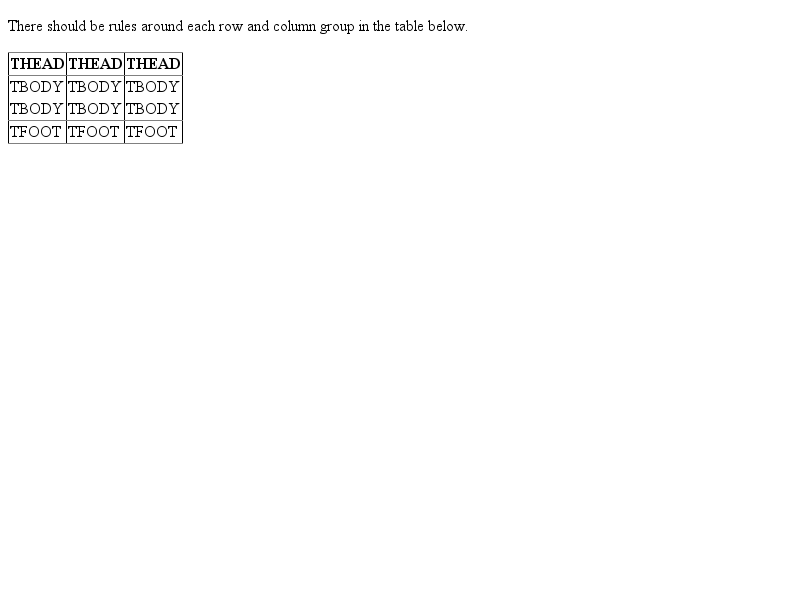 There should be rules around each row and column group in the table below.
THEAD THEAD THEAD
TBODY TBODY TBODY
TBODY TBODY TBODY
TFOOT TFOOT TFOOT